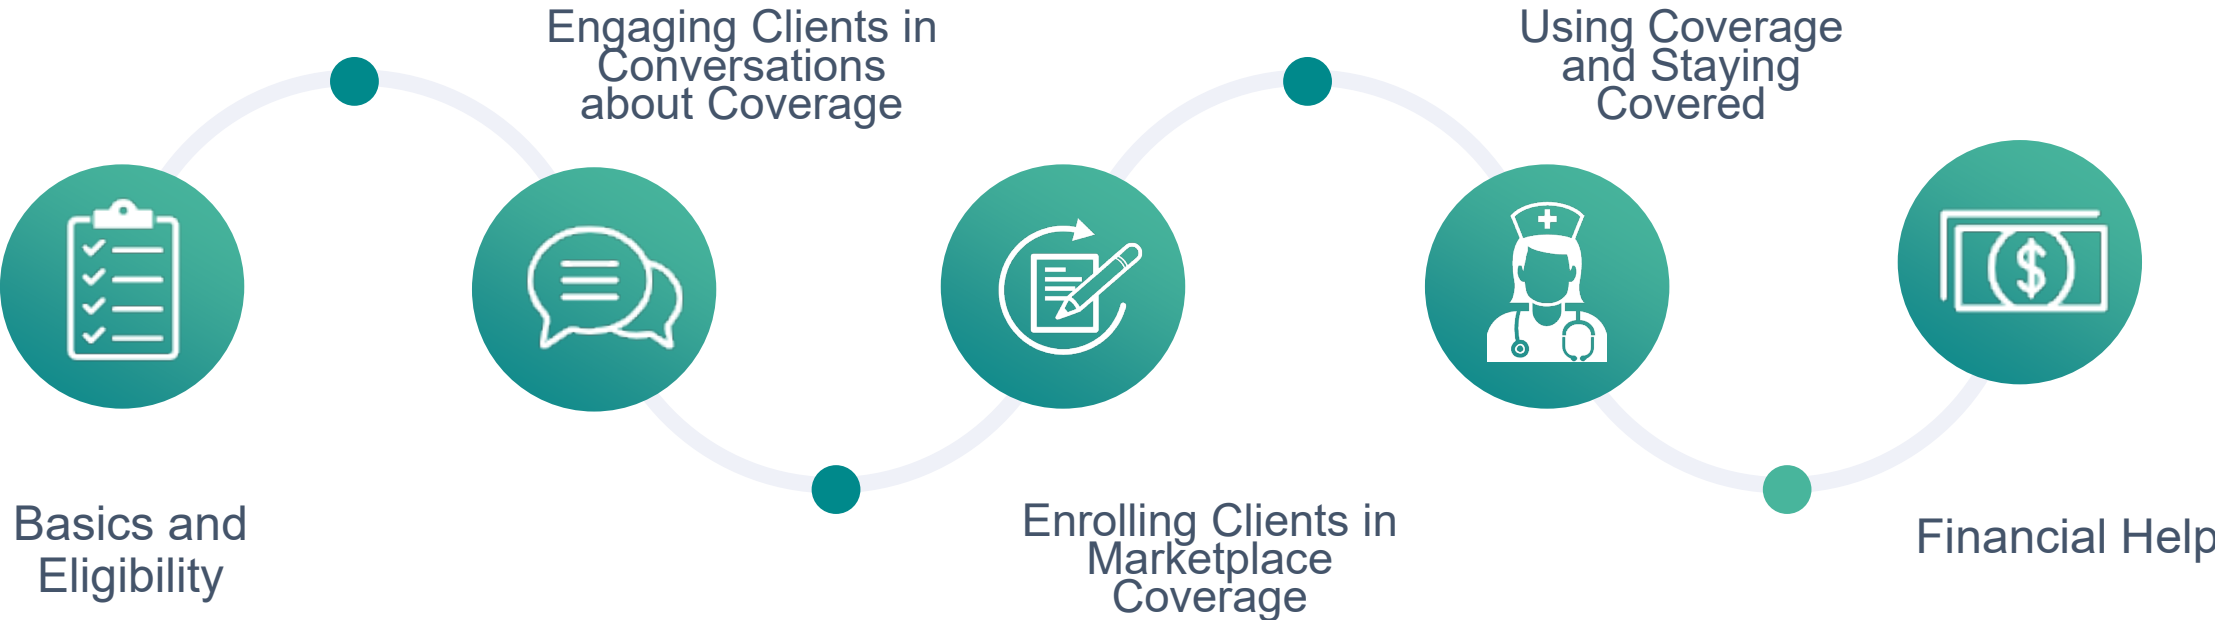 Basics and
Eligibility
Engaging Clients in
Conversations
about Coverage
Enrolling Clients in
Marketplace
Coverage
Using Coverage
and Staying
Covered
Financial Help